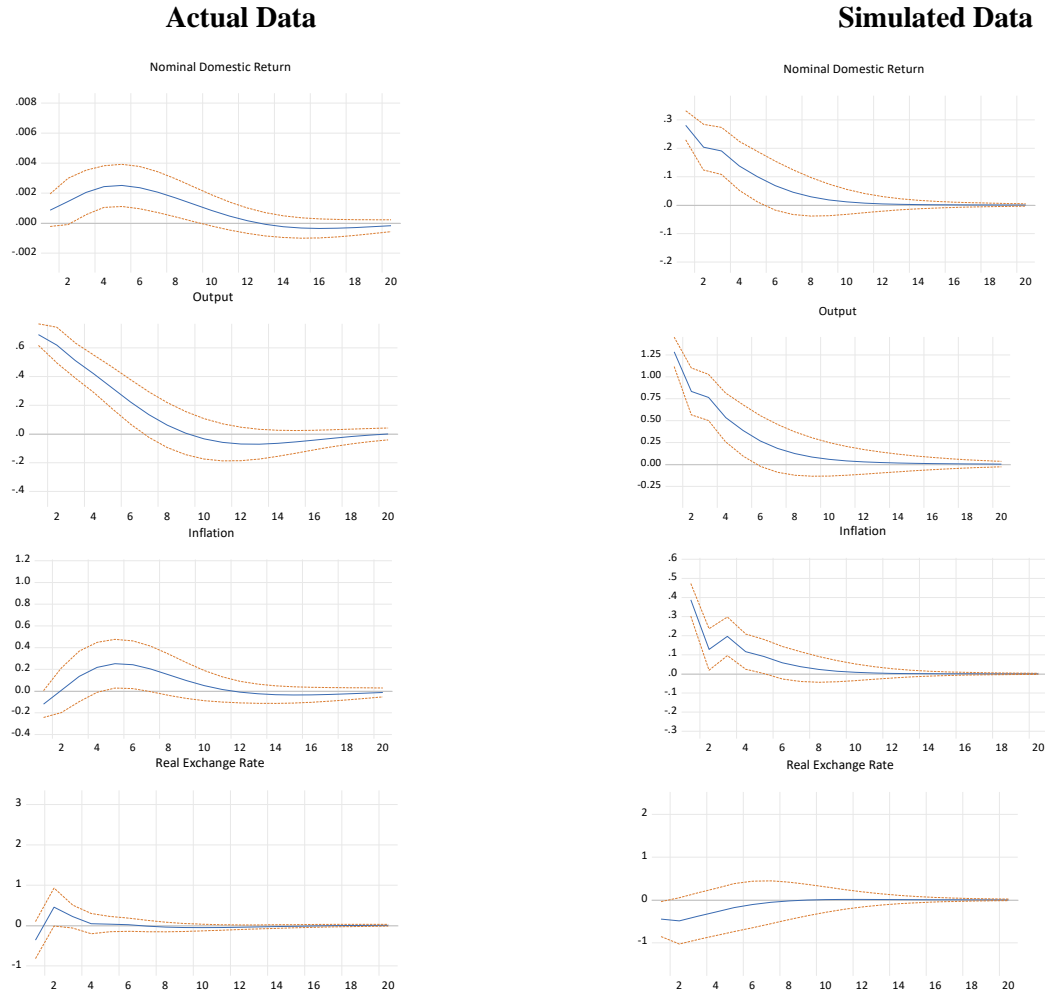 Actual Data
Simulated Data
Nominal Domestic Return
.008
.006
.004
.002
.000
-.002
2 4 6 8 10 12 14 16 18 20
Output
.6
.4
.2
.0
-.2
-.4
2 4 6 8 10 12 14 16 18 20
Inflation
1.2
1.0
0.8
0.6
0.4
0.2
0.0
-0.2
-0.4
2 4 6 8 10 12 14 16 18 20
Real Exchange Rate
3
2
1
0
-1
2 4 6 8 10 12 14 16 18 20
Nominal Domestic Return
.3
.2
.1
.0
-.1
-.2
2 4 6 8 10 12 14 16 18 20
Output
1.25
1.00
0.75
0.50
0.25
0.00
-0.25
2 4 6 8 10 12 14 16 18 20
Inflation
.6
.5
.4
.3
.2
.1
.0
-.1
-.2
-.3
2 4 6 8 10 12 14 16 18 20
Real Exchange Rate
2
1
0
-1
2 4 6 8 10 12 14 16 18 20